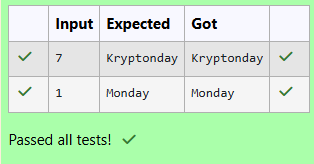 Input Expected Got
7 Kryptonday Kryptonday
1 Monday Monday
Passed all tests!